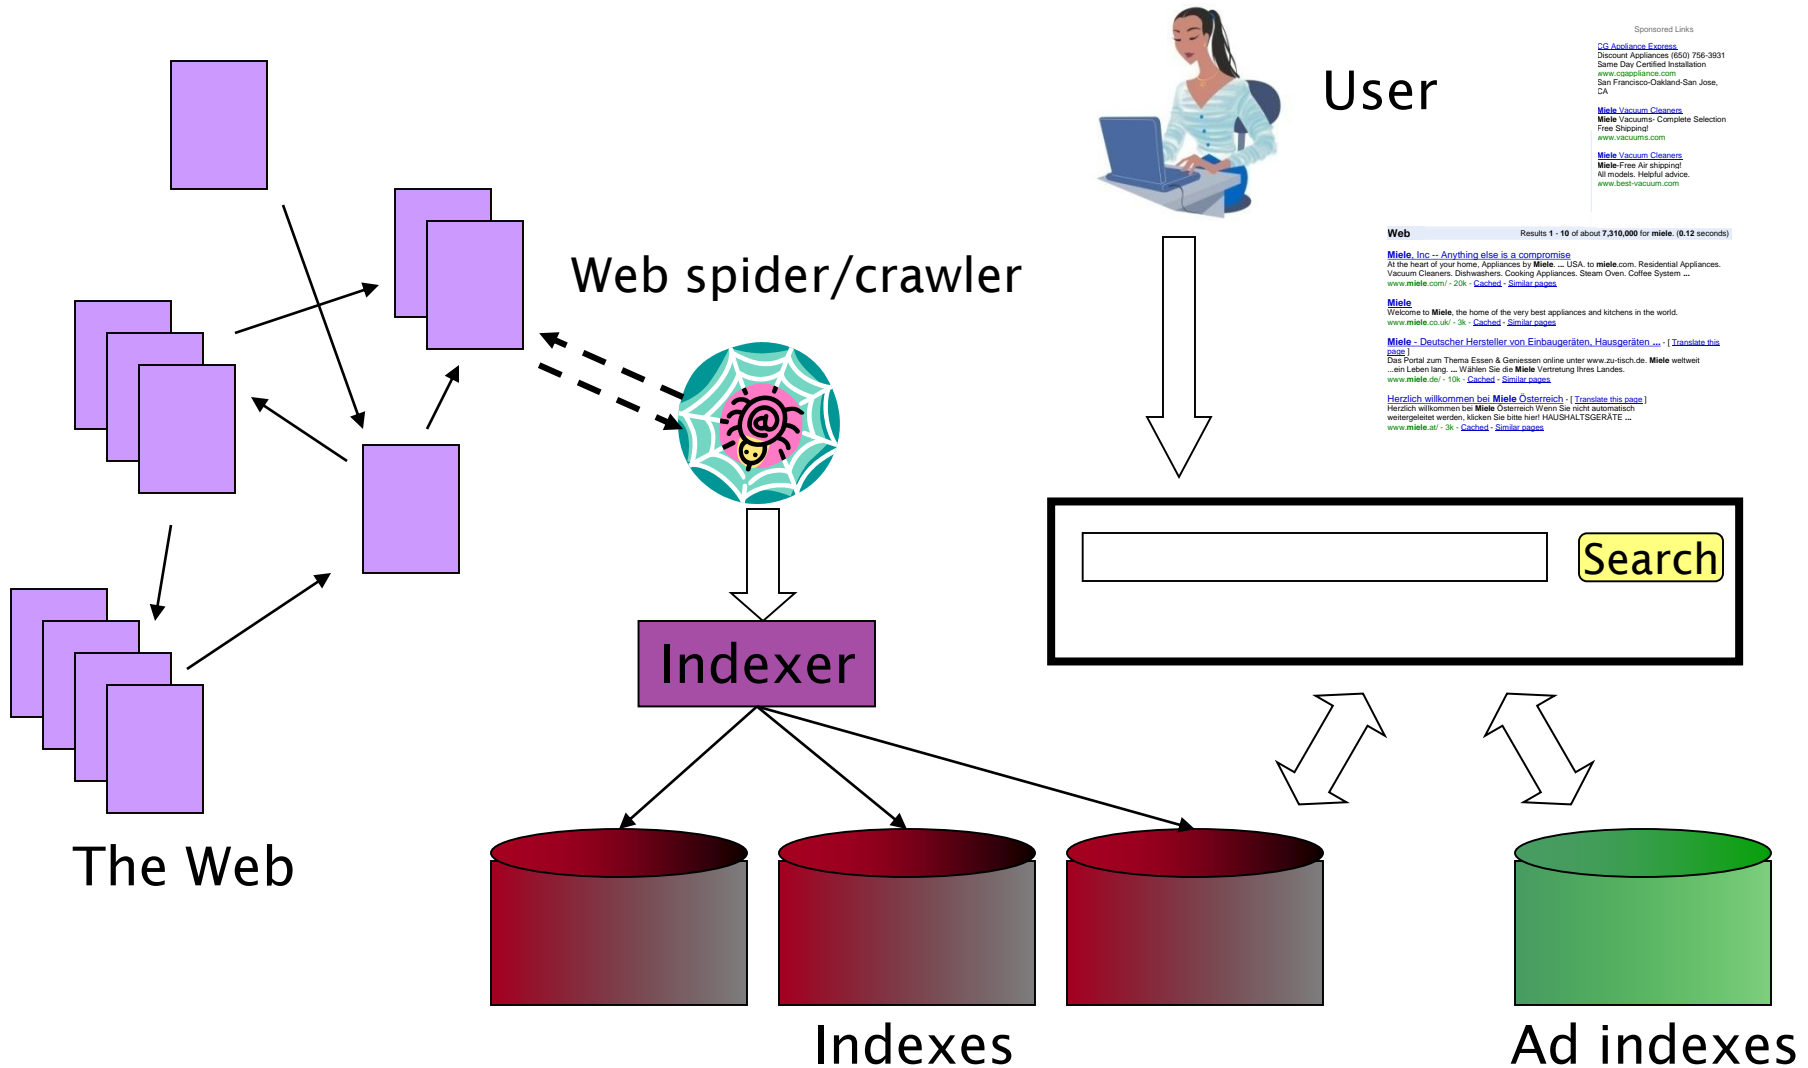 User
Sponsored Links
CG Appliance Express
Discount Appliances (650) 756-3931
Same Day Certified Installation
www.cgappliance.com
San Francisco-Oakland-San Jose,
CA
Miele Vacuum Cleaners
Miele Vacuums- Complete Selection
Free Shipping!
www.vacuums.com
Miele Vacuum Cleaners
Miele-Free Air shipping!
All models. Helpful advice.
www.best-vacuum.com
Web Results 1 - 10 of about 7,310,000 for miele. (0.12 seconds)
Miele, Inc -- Anything else is a compromise
At the heart of your home, Appliances by Miele. ... USA. to miele.com. Residential Appliances.
Vacuum Cleaners. Dishwashers. Cooking Appliances. Steam Oven. Coffee System ...
www.miele.com/ - 20k - Cached - Similar pages
Miele
Welcome to Miele, the home of the very best appliances and kitchens in the world.
www.miele.co.uk/ - 3k - Cached - Similar pages
Miele - Deutscher Hersteller von Einbaugeräten, Hausgeräten ... - [ Translate this
page ]
Das Portal zum Thema Essen & Geniessen online unter www.zu-tisch.de. Miele weltweit
...ein Leben lang. ... Wählen Sie die Miele Vertretung Ihres Landes.
www.miele.de/ - 10k - Cached - Similar pages
Herzlich willkommen bei Miele Österreich - [ Translate this page ]
Herzlich willkommen bei Miele Österreich Wenn Sie nicht automatisch
weitergeleitet werden, klicken Sie bitte hier! HAUSHALTSGERÄTE ...
www.miele.at/ - 3k - Cached - Similar pages
Web spider/crawler
@
Search
Indexer
The Web
Indexes
Ad indexes